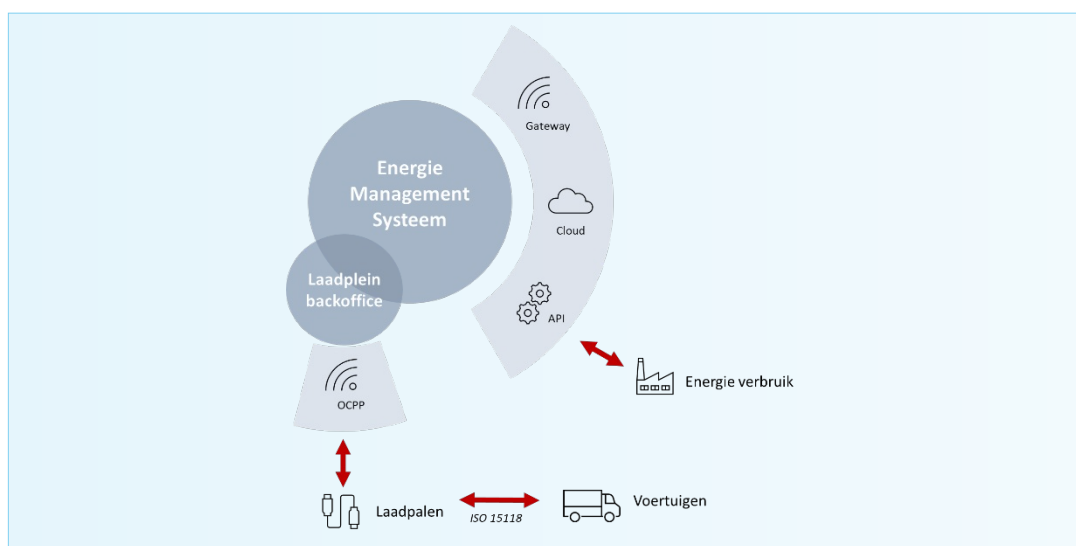 Gateway
Energie
Management
Systeem
Cloud
Laadplein
backoffice
API
Energie verbruik
OCPP
Laadpalen
ISO 15118
Voertuigen